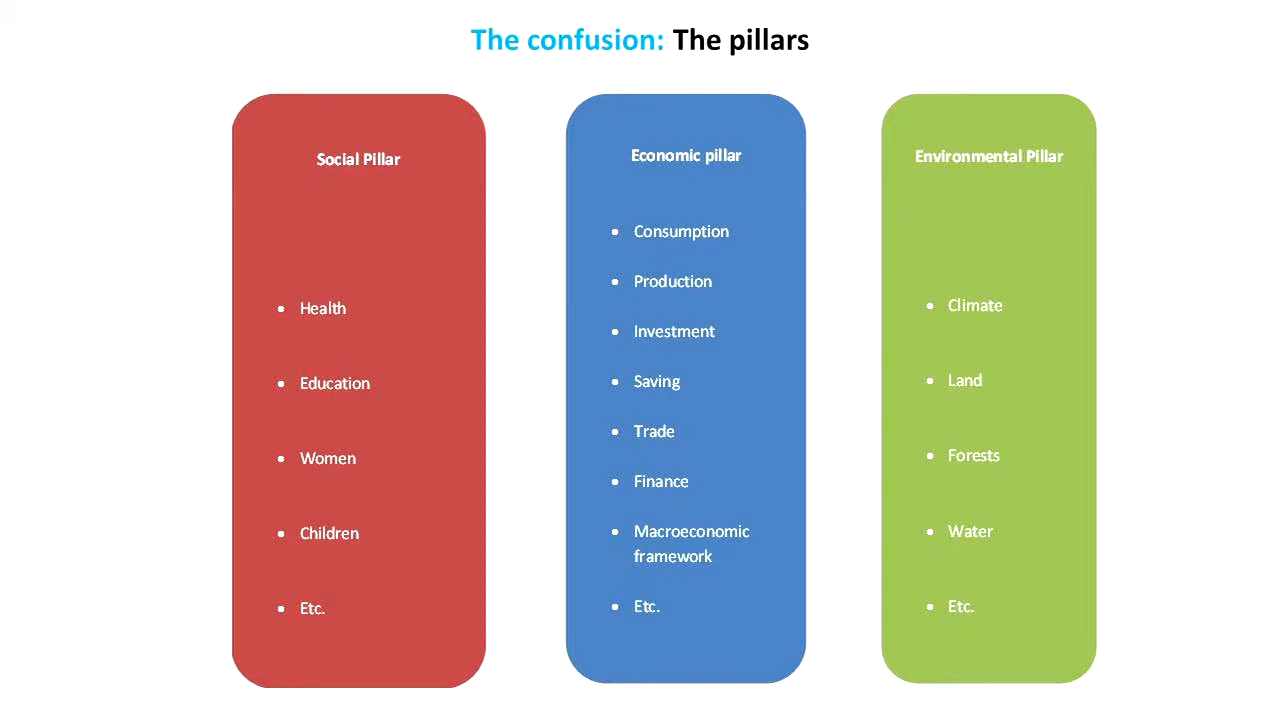 The confusion: The pillars
Social Pillar
• Health
• Education
• Women
• Children
• Etc.
Economic pillar
• Consumption
• Production
• Investment
• Saving
• Trade
• Finance
• Macroeconomic
framework
• Etc.
Environmental Pillar
• Climate
• Land
• Forests
• Water
• Etc.